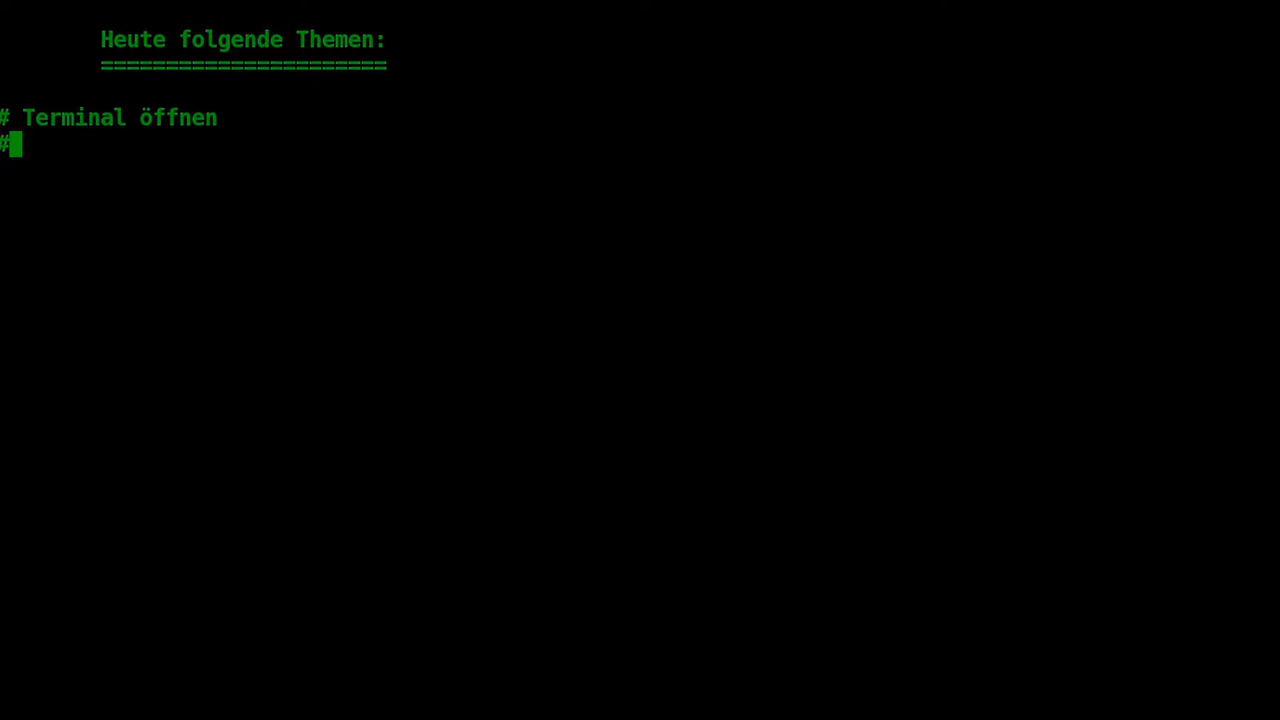 Heute folgende Themen:
======================
# Terminal öffnen
#